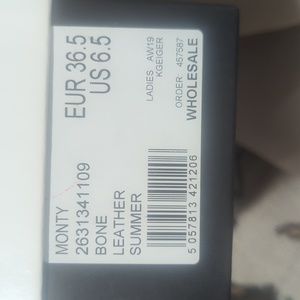 EUR 36.5
US 6.5
LADIES AW19
KGEIGER
ORDER 457587
WHOLESALE
MONTY
2631341109
BONE
LEATHER
SUMMER
5 057813 421206